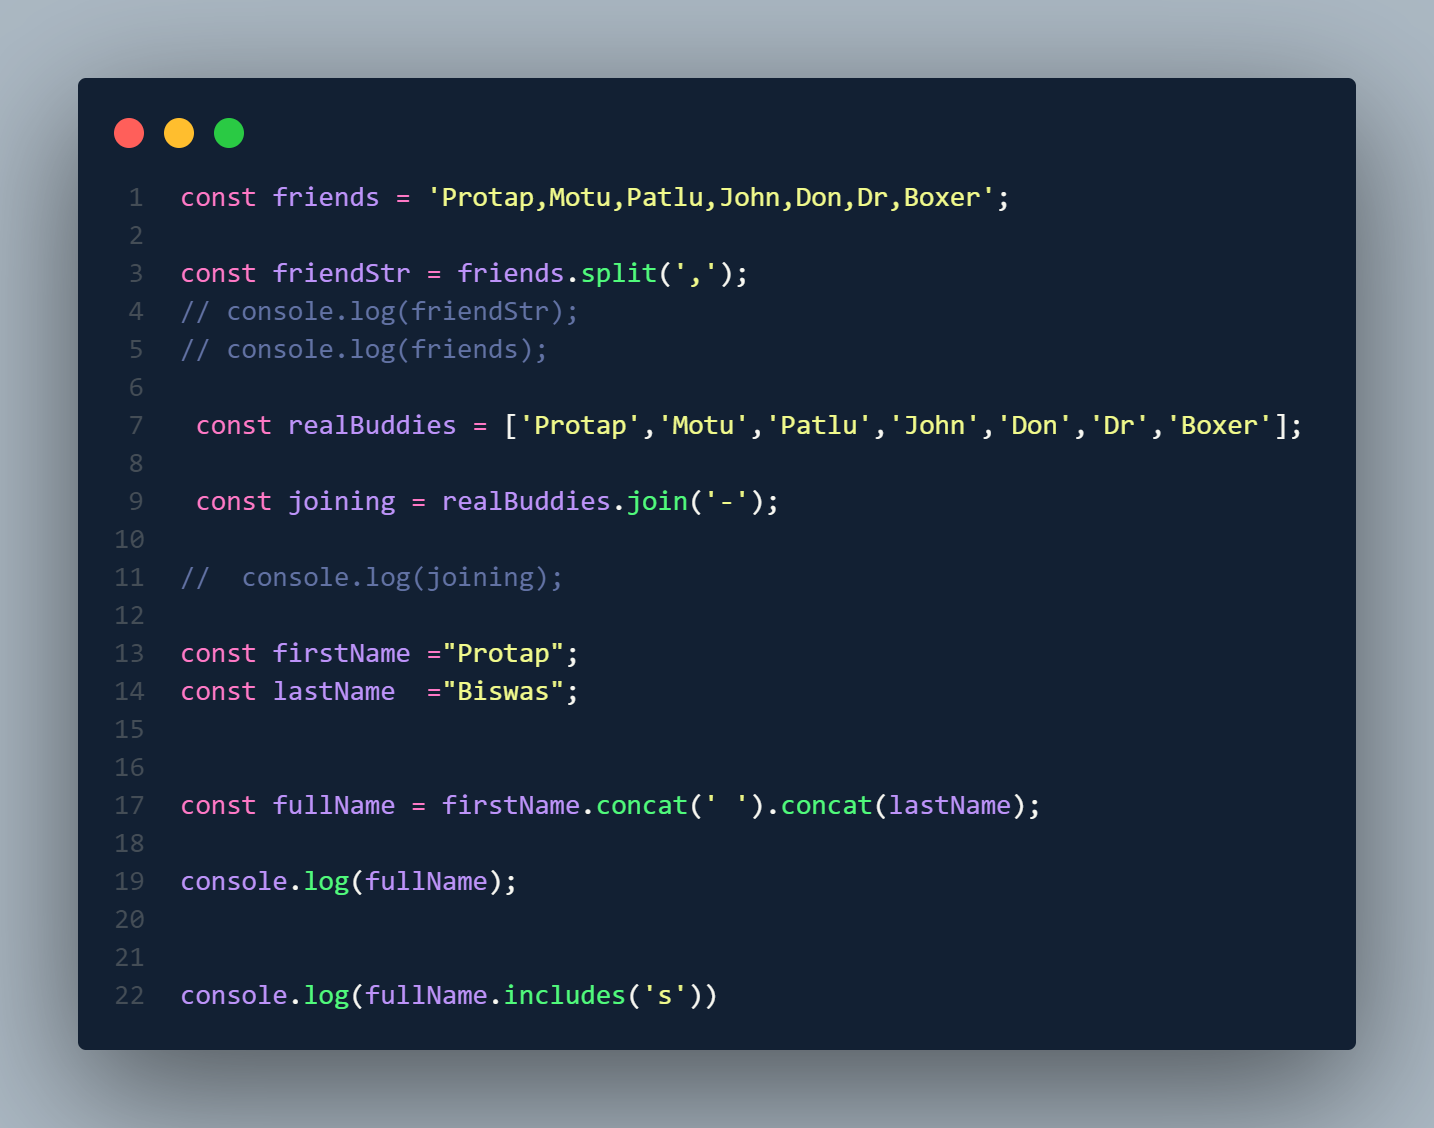 1 const friends = 'Protap,Motu,Patlu,John,Don,Dr,Boxer';
2
3 const friendStr = friends.split(',');
4 // console.log(friendStr);
5 // console.log(friends);
6
7  const realBuddies = ['Protap','Motu','Patlu','John','Don','Dr','Boxer'];
8
9  const joining = realBuddies.join('-');
10
11 //  console.log(joining);
12
13 const firstName ="Protap";
14 const lastName  ="Biswas";
15
16
17 const fullName = firstName.concat(' ').concat(lastName);
18
19 console.log(fullName);
20
21
22 console.log(fullName.includes('s'))